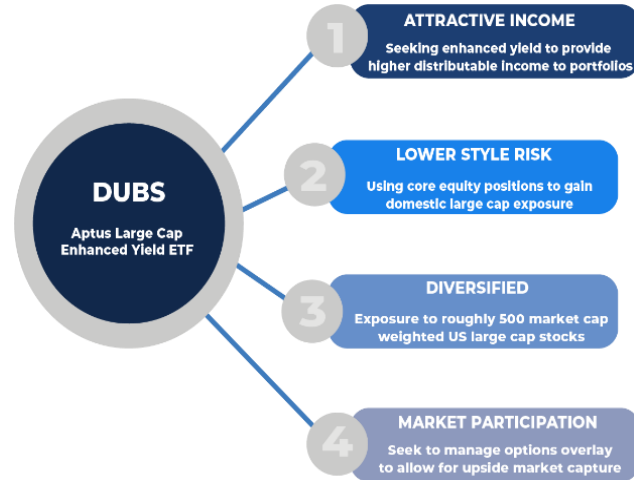 DUBS
Aptus Large Cap
Enhanced Yield ETF
1
ATTRACTIVE INCOME
Seeking enhanced yield to provide
higher distributable income to portfolios
2
LOWER STYLE RISK
Using core equity positions to gain
domestic large cap exposure
3
DIVERSIFIED
Exposure to roughly 500 market cap
weighted US large cap stocks
4
MARKET PARTICIPATION
Seek to manage options overlay
to allow for upside market capture